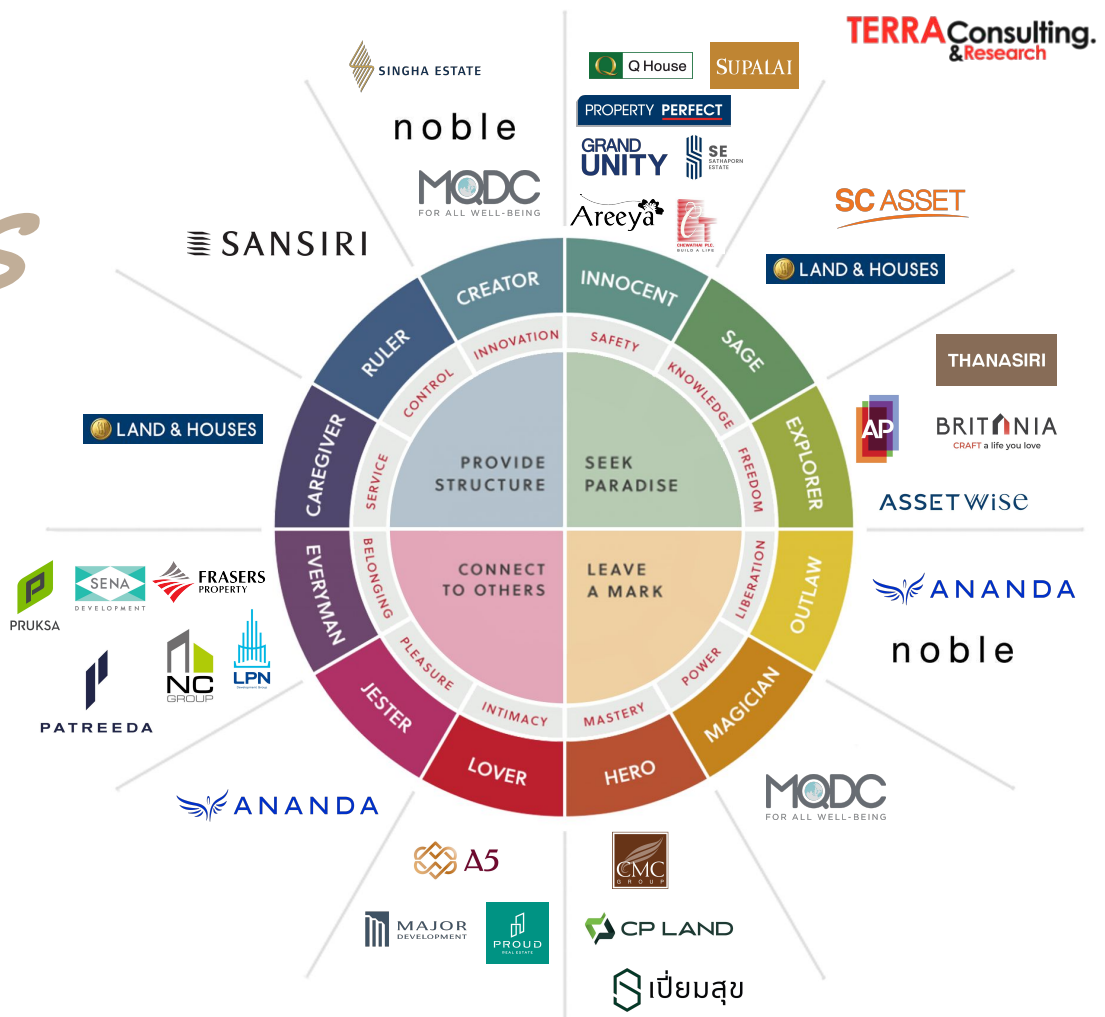 TERRA Consulting.
&Research
SINGHA ESTATE
noble
MQDC
FOR ALL WELL-BEING
Q
Q House
SUPALAI
PROPERTY PERFECT
GRAND
UNITY
SE
SATHAPORN
ESTATE
Areeya
CHEWATHAI PLC.
BUILD A LIFE
SANSIRI
SC ASSET
LAND & HOUSES
THANASIRI
AP
BRITANIA
CRAFT a life you love
ASSETWISE
LAND & HOUSES
CREATOR
INNOCENT
RULER
SAGE
CAREGIVER
EXPLORER
EVERYMAN
OUTLAW
JESTER
MAGICIAN
LOVER
HERO
INNOVATION
SAFETY
CONTROL
KNOWLEDGE
SERVICE
FREEDOM
BELONGING
LIBERATION
PLEASURE
POWER
INTIMACY
MASTERY
PROVIDE
STRUCTURE
SEEK
PARADISE
CONNECT
TO OTHERS
LEAVE
A MARK
PRUKSA
SENA
DEVELOPMENT
FRASERS
PROPERTY
NC
GROUP
LPN
Development Group
PATREEDA
ANANDA
noble
ANANDA
MQDC
FOR ALL WELL-BEING
A5
MAJOR
DEVELOPMENT
PROUD
REAL ESTATE
CMC
GROUP
CP LAND
เปี่ยมสุข